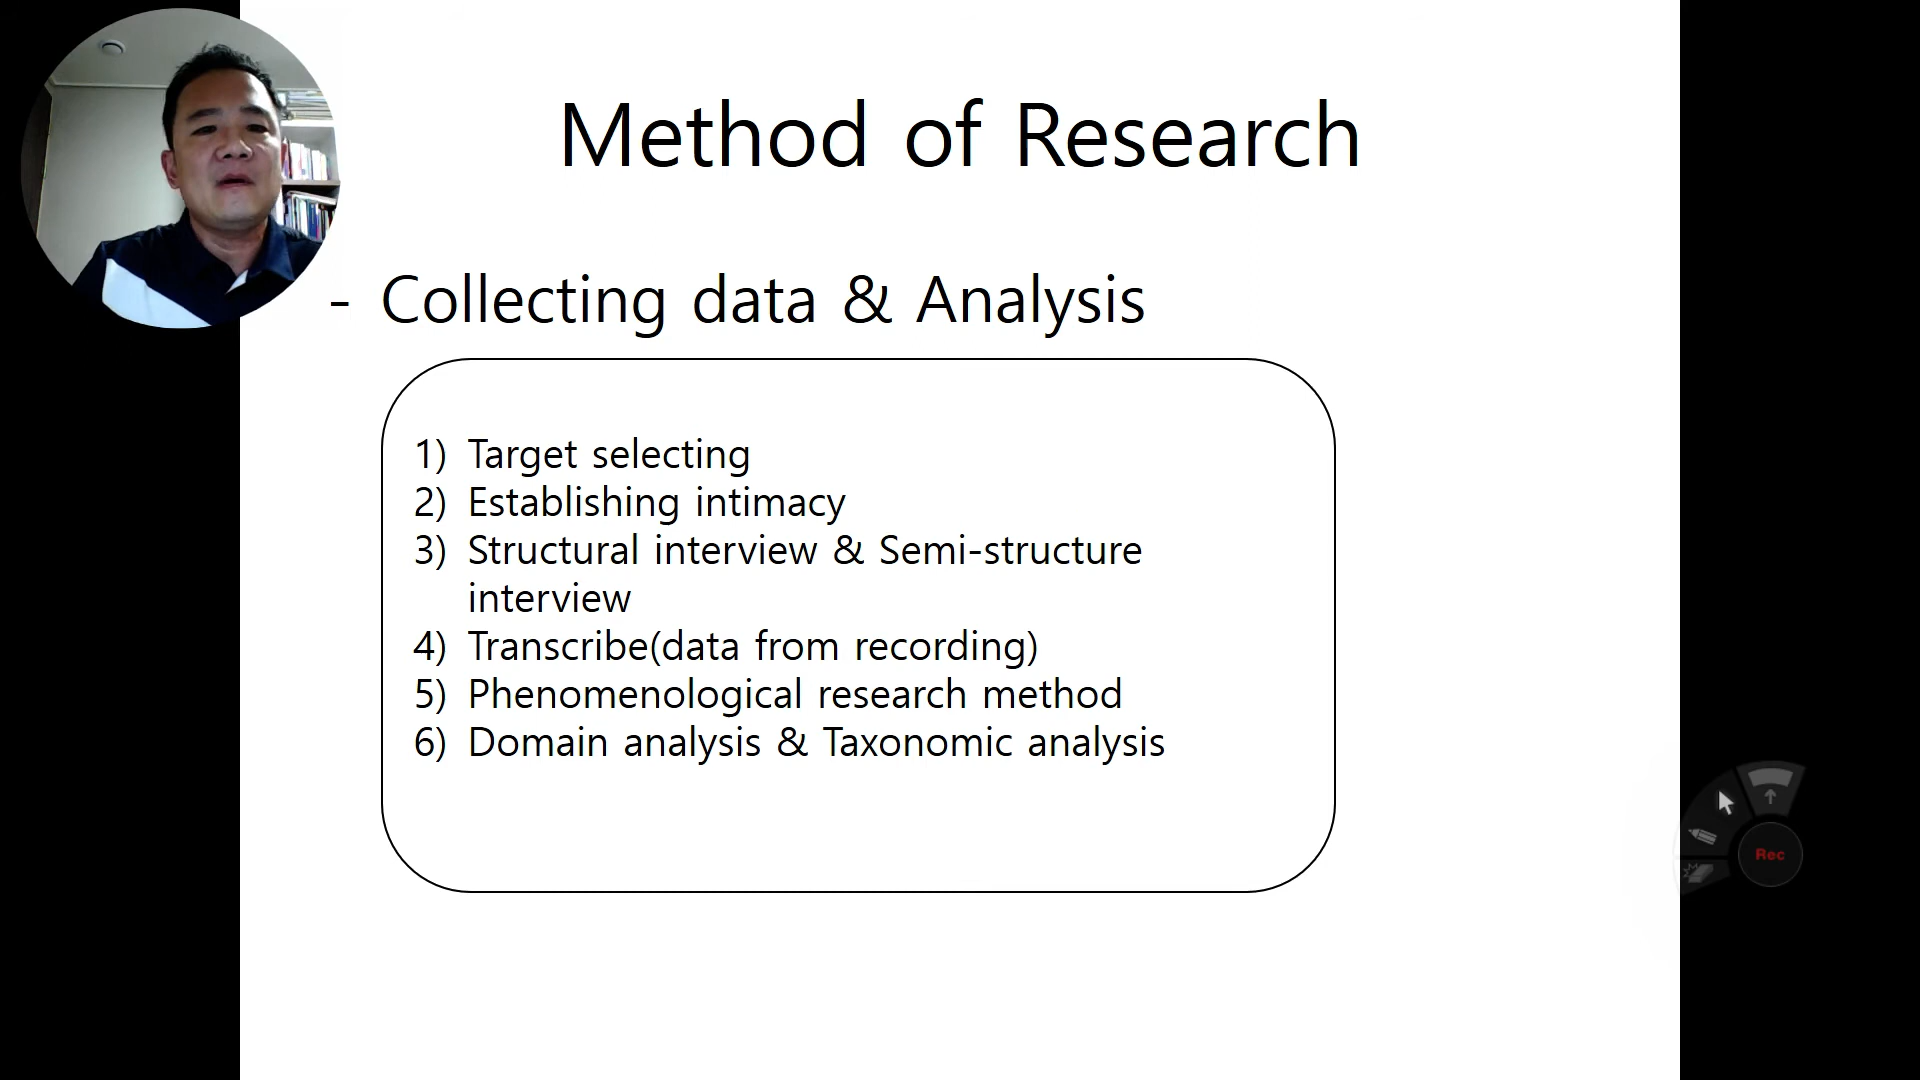 Method of Research
- Collecting data & Analysis
1) Target selecting
2) Establishing intimacy
3) Structural interview & Semi-structure
interview
4) Transcribe(data from recording)
5) Phenomenological research method
6) Domain analysis & Taxonomic analysis
Rec